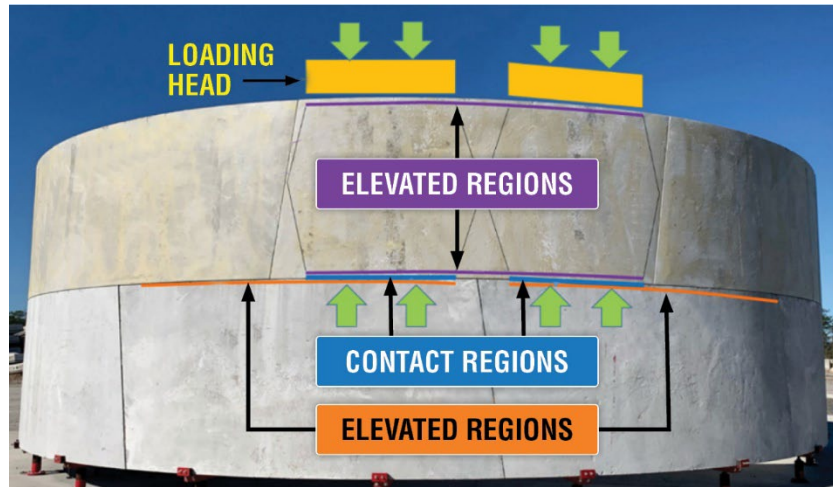 LOADING
HEAD
ELEVATED REGIONS
CONTACT REGIONS
ELEVATED REGIONS